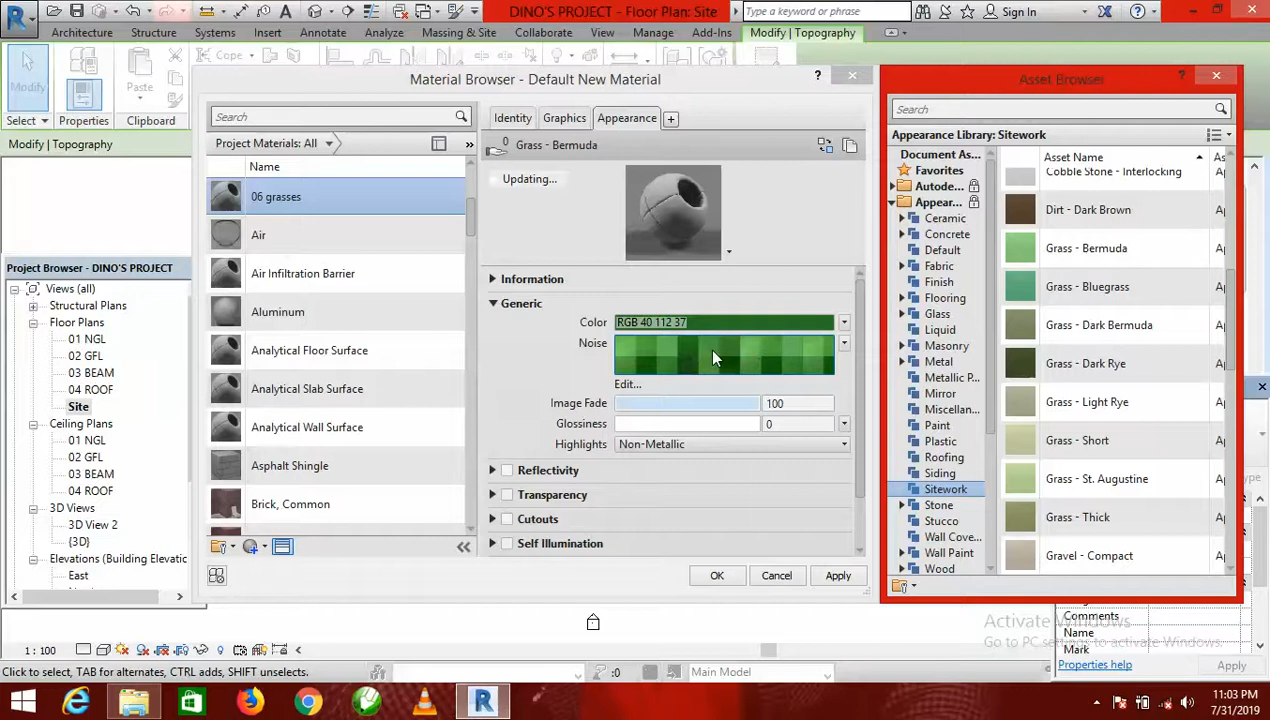 DINO'S PROJECT - Floor Plan: Site
Type a keyword or phrase
Sign In
Architecture Structure Systems Insert Annotate Analyze Massing & Site Collaborate View Manage Add-Ins Modify | Topography
Modify
Cope
Paste
Select
Properties
Clipboard
Modify | Topography
Material Browser - Default New Material
?
Search
Project Materials: All
»
Name
06 grasses
Air
Air Infiltration Barrier
Aluminum
Analytical Floor Surface
Analytical Slab Surface
Analytical Wall Surface
Asphalt Shingle
Brick, Common
Identity Graphics Appearance +
0
Grass - Bermuda
Updating...
Information
Generic
Color RGB 40 112 37
Noise
Edit...
Image Fade 100
Glossiness 0
Highlights Non-Metallic
Reflectivity
Transparency
Cutouts
Self Illumination
OK Cancel Apply
Asset Browser
?
Search
Appearance Library: Sitework
Document As...
Favorites
Autode...
Appear...
Ceramic
Concrete
Default
Fabric
Finish
Flooring
Glass
Liquid
Masonry
Metal
Metallic P...
Mirror
Miscellan...
Paint
Plastic
Roofing
Siding
Sitework
Stone
Stucco
Wall Cove...
Wall Paint
Wood
Asset Name
As
Cobble Stone - Interlocking
Dirt - Dark Brown
Grass - Bermuda
Grass - Bluegrass
Grass - Dark Bermuda
Grass - Dark Rye
Grass - Light Rye
Grass - Short
Grass - St. Augustine
Grass - Thick
Gravel - Compact
Project Browser - DINO'S PROJECT
Views (all)
Structural Plans
Floor Plans
01 NGL
02 GFL
03 BEAM
04 ROOF
Site
Ceiling Plans
01 NGL
02 GFL
03 BEAM
04 ROOF
3D Views
3D View 2
{3D}
Elevations (Building Elevatic
East
Comments
Name
Mark
Properties help
Apply
Activate Windows
Go to PC settings to activate Windows.
1 : 100
Click to select, TAB for alternates, CTRL adds, SHIFT unselects.
:0
Main Model
11:03 PM
7/31/2019